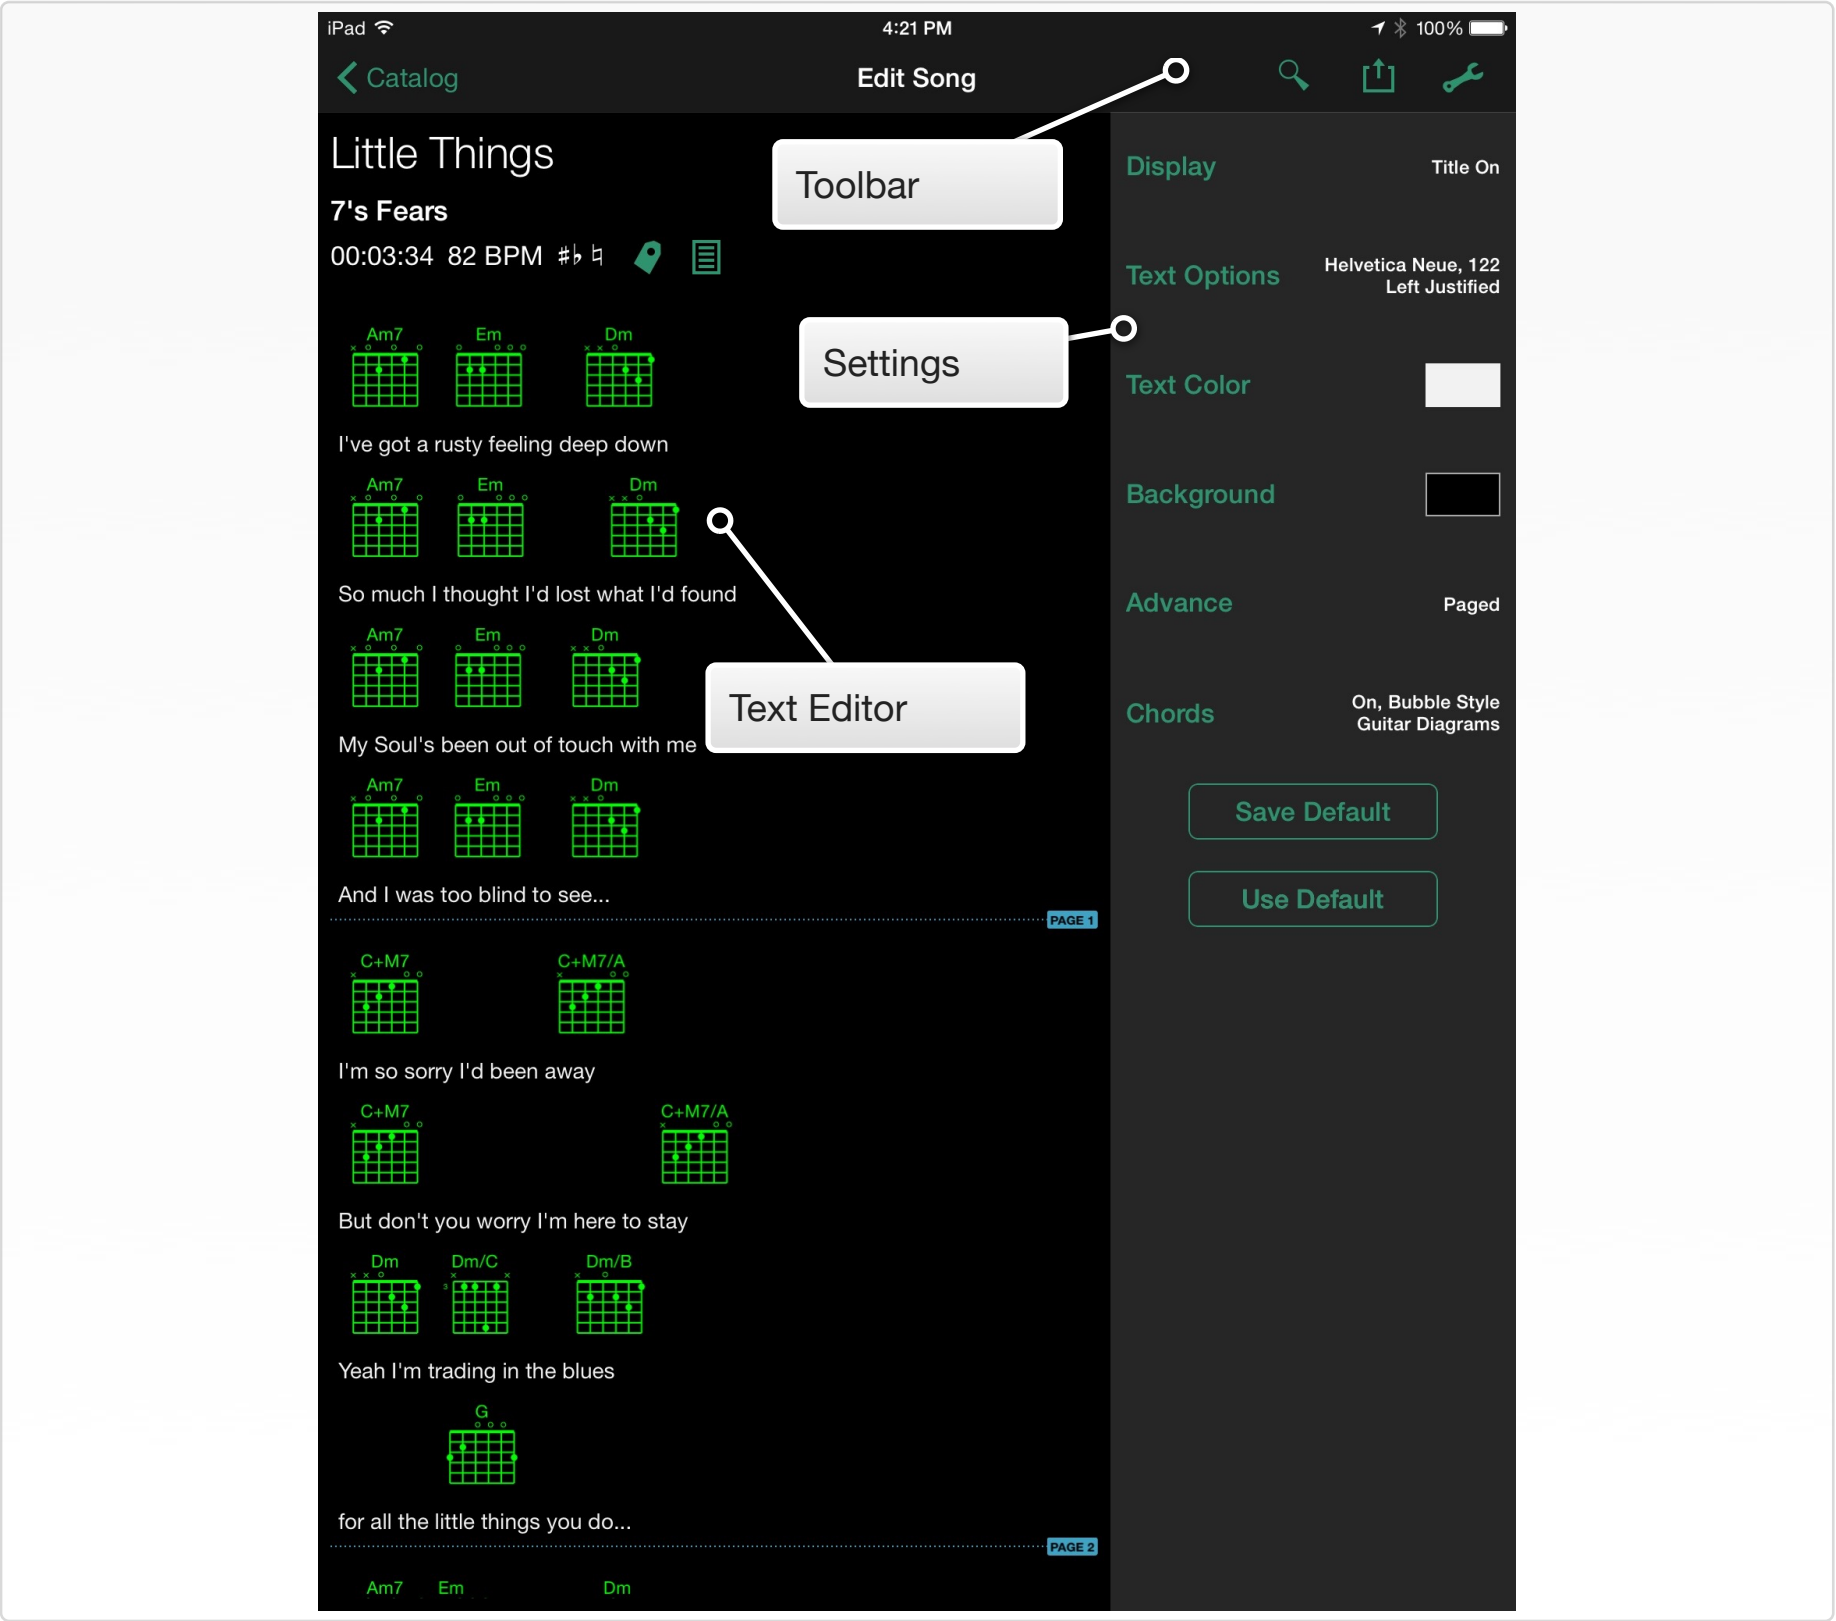 iPad 4:21 PM 100%
Catalog Edit Song
Little Things
7's Fears
00:03:34 82 BPM ♯♭♮
Toolbar
Settings
Text Editor
Am7 Em Dm
I've got a rusty feeling deep down
Am7 Em Dm
So much I thought I'd lost what I'd found
Am7 Em Dm
My Soul's been out of touch with me
Am7 Em Dm
And I was too blind to see...
PAGE 1
C+M7 C+M7/A
I'm so sorry I'd been away
C+M7 C+M7/A
But don't you worry I'm here to stay
Dm Dm/C Dm/B
3
Yeah I'm trading in the blues
G
for all the little things you do...
PAGE 2
Am7 Em Dm
Display Title On
Text Options Helvetica Neue, 122
Left Justified
Text Color
Background
Advance Paged
Chords On, Bubble Style
Guitar Diagrams
Save Default
Use Default